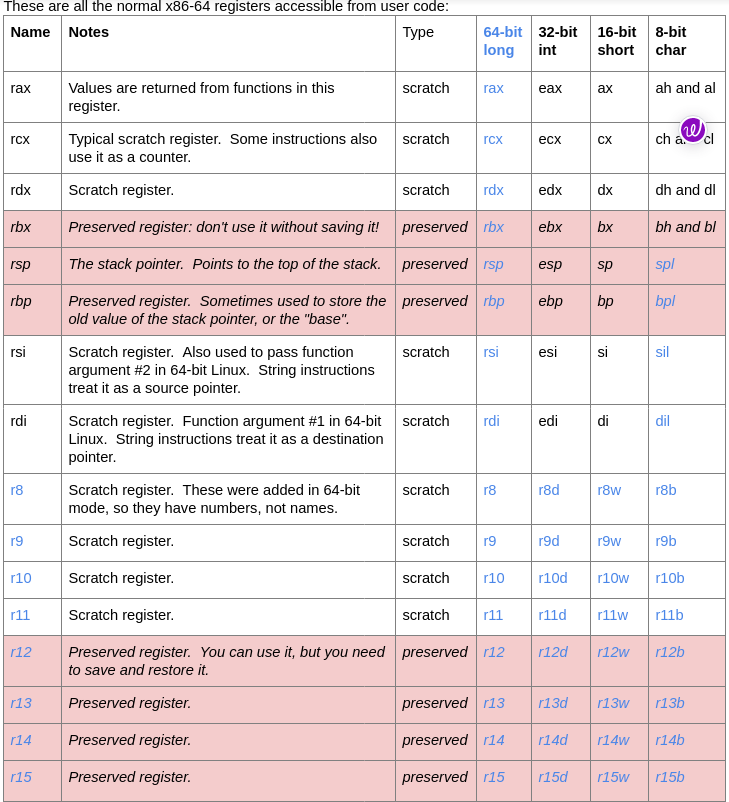 These are all the normal x86-64 registers accessible from user code:
Name Notes Type 64-bit long 32-bit int 16-bit short 8-bit char
rax Values are returned from functions in this register. scratch rax eax ax ah and al
rcx Typical scratch register.  Some instructions also use it as a counter. scratch rcx ecx cx ch cl
rdx Scratch register. scratch rdx edx dx dh and dl
rbx Preserved register: don't use it without saving it! preserved rbx ebx bx bh and bl
rsp The stack pointer.  Points to the top of the stack. preserved rsp esp sp spl
rbp Preserved register.  Sometimes used to store the old value of the stack pointer, or the "base". preserved rbp ebp bp bpl
rsi Scratch register.  Also used to pass function argument #2 in 64-bit Linux.  String instructions treat it as a source pointer. scratch rsi esi si sil
rdi Scratch register.  Function argument #1 in 64-bit Linux.  String instructions treat it as a destination pointer. scratch rdi edi di dil
r8 Scratch register.  These were added in 64-bit mode, so they have numbers, not names. scratch r8 r8d r8w r8b
r9 Scratch register. scratch r9 r9d r9w r9b
r10 Scratch register. scratch r10 r10d r10w r10b
r11 Scratch register. scratch r11 r11d r11w r11b
r12 Preserved register.  You can use it, but you need to save and restore it. preserved r12 r12d r12w r12b
r13 Preserved register. preserved r13 r13d r13w r13b
r14 Preserved register. preserved r14 r14d r14w r14b
r15 Preserved register. preserved r15 r15d r15w r15b